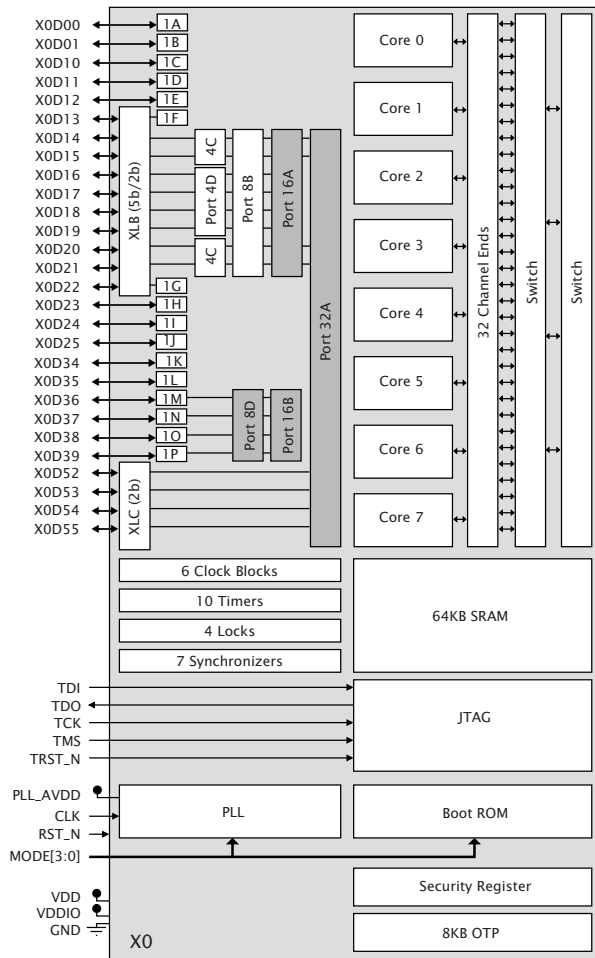 X0D00
X0D01
X0D10
X0D11
X0D12
X0D13
X0D14
X0D15
X0D16
X0D17
X0D18
X0D19
X0D20
X0D21
X0D22
X0D23
X0D24
X0D25
X0D34
X0D35
X0D36
X0D37
X0D38
X0D39
X0D52
X0D53
X0D54
X0D55
1A
1B
1C
1D
1E
1F
XLB (5b/2b)
4C
Port 4D
4C
Port 8B
Port 16A
Port 32A
1G
1H
1I
1J
1K
1L
1M
1N
1O
1P
Port 8D
Port 16B
XLC (2b)
Core 0
Core 1
Core 2
Core 3
Core 4
Core 5
Core 6
Core 7
32 Channel Ends
Switch
Switch
6 Clock Blocks
10 Timers
4 Locks
7 Synchronizers
64KB SRAM
TDI
TDO
TCK
TMS
TRST_N
JTAG
PLL_AVDD
CLK
RST_N
MODE[3:0]
PLL
Boot ROM
VDD
VDDIO
GND
X0
Security Register
8KB OTP